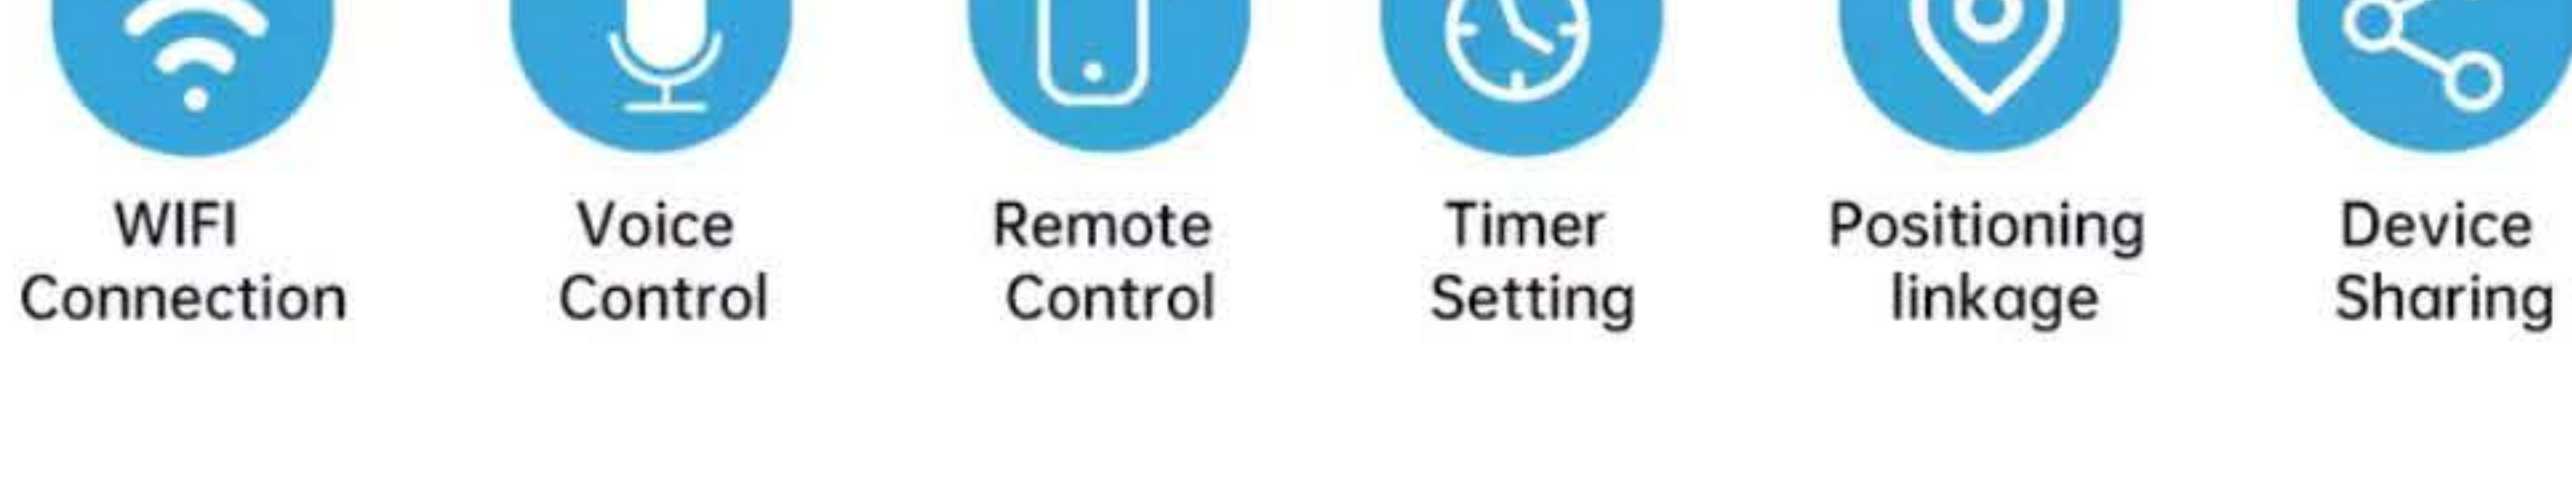 WIFI
Connection
Voice
Control
Remote
Control
Timer
Setting
Positioning
linkage
Device
Sharing